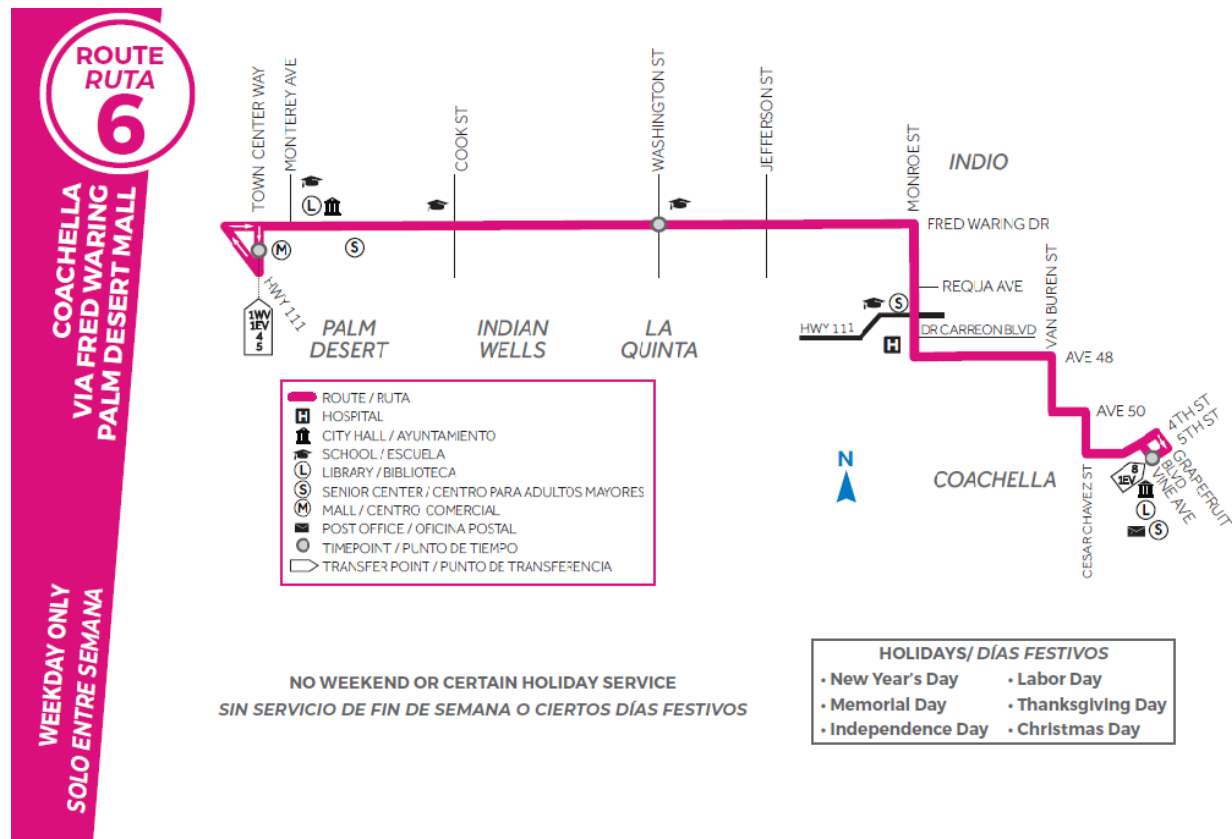 ROUTE
RUTA
6
COACHELLA
VIA FRED WARING
PALM DESERT MALL
WEEKDAY ONLY
SOLO ENTRE SEMANA
TOWN CENTER WAY
MONTEREY AVE
COOK ST
WASHINGTON ST
JEFFERSON ST
MONROE ST
INDIO
FRED WARING DR
L
M
S
HWY 111
1WV
1EV
4
5
PALM
DESERT
INDIAN
WELLS
LA
QUINTA
REQUA AVE
S
HWY 111
DR CARREON BLVD
H
VAN BUREN ST
AVE 48
AVE 50
4TH ST
5TH ST
GRAPEFRUIT
BLVD
VINE AVE
CESAR CHAVEZ ST
COACHELLA
8
1EV
L
S
N
ROUTE / RUTA
H HOSPITAL
CITY HALL / AYUNTAMIENTO
SCHOOL / ESCUELA
L LIBRARY / BIBLIOTECA
S SENIOR CENTER / CENTRO PARA ADULTOS MAYORES
M MALL / CENTRO COMERCIAL
POST OFFICE / OFICINA POSTAL
TIMEPOINT / PUNTO DE TIEMPO
TRANSFER POINT / PUNTO DE TRANSFERENCIA
NO WEEKEND OR CERTAIN HOLIDAY SERVICE
SIN SERVICIO DE FIN DE SEMANA O CIERTOS DÍAS FESTIVOS
HOLIDAYS/ DÍAS FESTIVOS
• New Year's Day • Labor Day
• Memorial Day • Thanksgiving Day
• Independence Day • Christmas Day